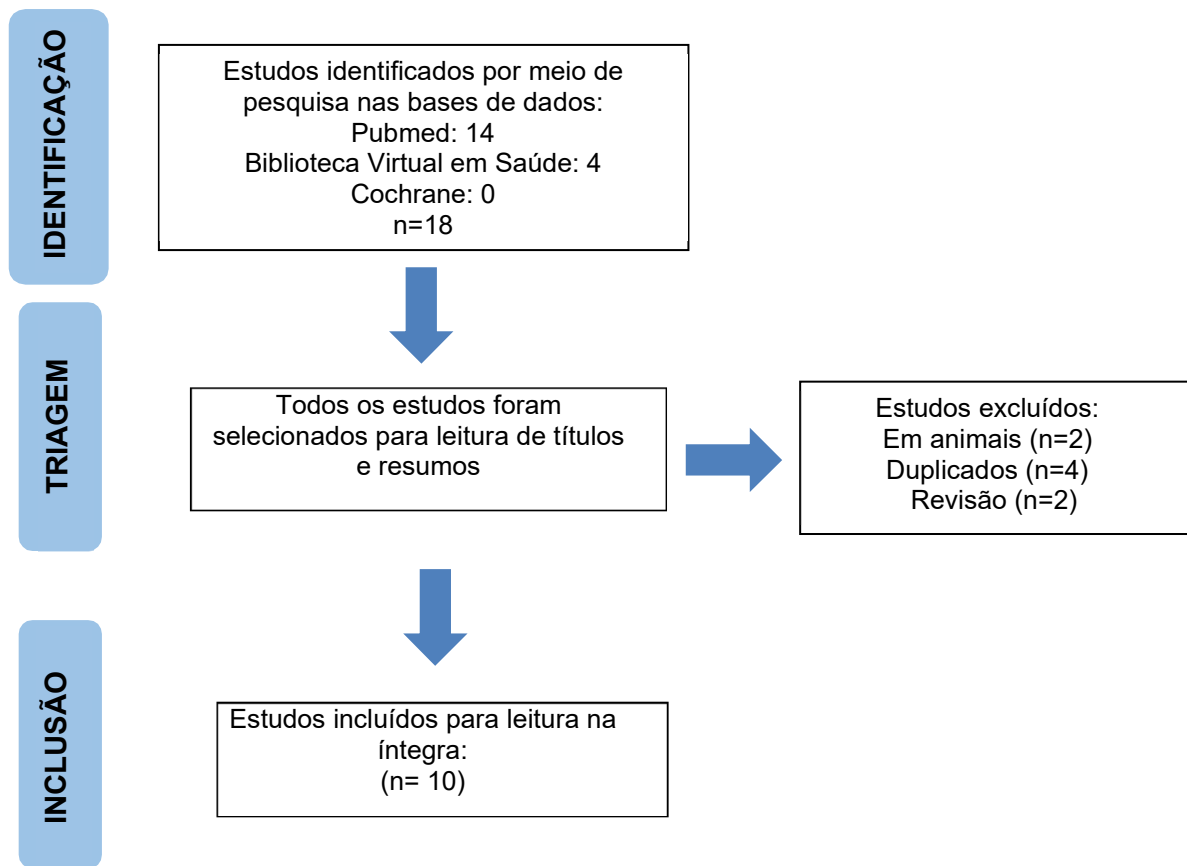 IDENTIFICAÇÃO
Estudos identificados por meio de
pesquisa nas bases de dados:
Pubmed: 14
Biblioteca Virtual em Saúde: 4
Cochrane: 0
n=18
TRIAGEM
Todos os estudos foram
selecionados para leitura de títulos
e resumos
Estudos excluídos:
Em animais (n=2)
Duplicados (n=4)
Revisão (n=2)
INCLUSÃO
Estudos incluídos para leitura na
íntegra:
(n= 10)